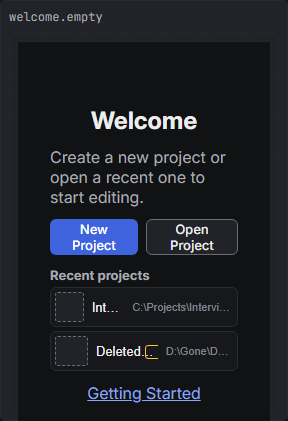 welcome.empty
Welcome
Create a new project or
open a recent one to
start editing.
New
Project
Open
Project
Recent projects
Int... C:\Projects\Intervi...
Deleted... D:\Gone\D...
Getting Started